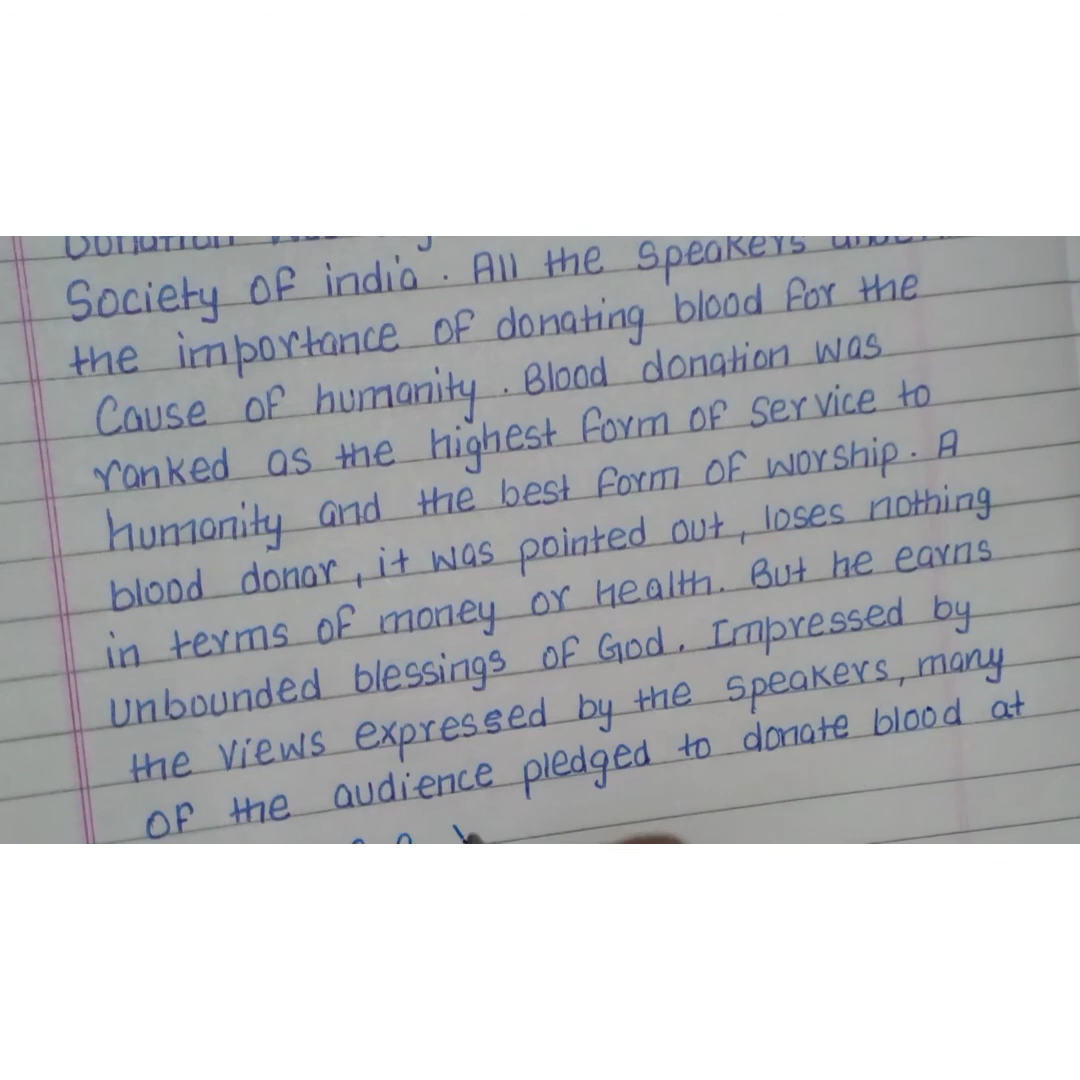 Donation
Society of india. All the speakers
the importance of donating blood for the
Cause of humanity. Blood donation was
ranked as the highest form of service to
humanity and the best form of worship. A
blood donar, it was pointed out, loses nothing
in terms of money or health. But he earns
unbounded blessings of God. Impressed by
the views expressed by the speakers, many
of the audience pledged to donate blood at